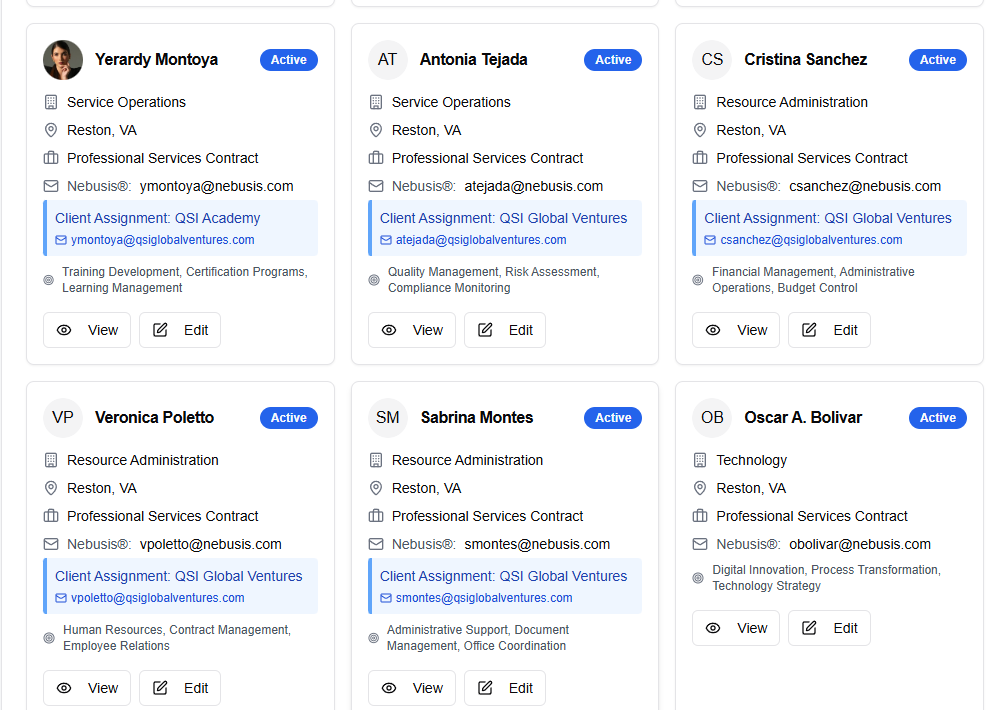 Yerardy Montoya
Active
Service Operations
Reston, VA
Professional Services Contract
Nebusis®: ymontoya@nebusis.com
Client Assignment: QSI Academy
ymontoya@qsiglobalventures.com
Training Development, Certification Programs,
Learning Management
View
Edit
AT
Antonia Tejada
Active
Service Operations
Reston, VA
Professional Services Contract
Nebusis®: atejada@nebusis.com
Client Assignment: QSI Global Ventures
atejada@qsiglobalventures.com
Quality Management, Risk Assessment,
Compliance Monitoring
View
Edit
CS
Cristina Sanchez
Active
Resource Administration
Reston, VA
Professional Services Contract
Nebusis®: csanchez@nebusis.com
Client Assignment: QSI Global Ventures
csanchez@qsiglobalventures.com
Financial Management, Administrative
Operations, Budget Control
View
Edit
VP
Veronica Poletto
Active
Resource Administration
Reston, VA
Professional Services Contract
Nebusis®: vpoletto@nebusis.com
Client Assignment: QSI Global Ventures
vpoletto@qsiglobalventures.com
Human Resources, Contract Management,
Employee Relations
View
Edit
SM
Sabrina Montes
Active
Resource Administration
Reston, VA
Professional Services Contract
Nebusis®: smontes@nebusis.com
Client Assignment: QSI Global Ventures
smontes@qsiglobalventures.com
Administrative Support, Document
Management, Office Coordination
View
Edit
OB
Oscar A. Bolivar
Active
Technology
Reston, VA
Professional Services Contract
Nebusis®: obolivar@nebusis.com
Digital Innovation, Process Transformation,
Technology Strategy
View
Edit